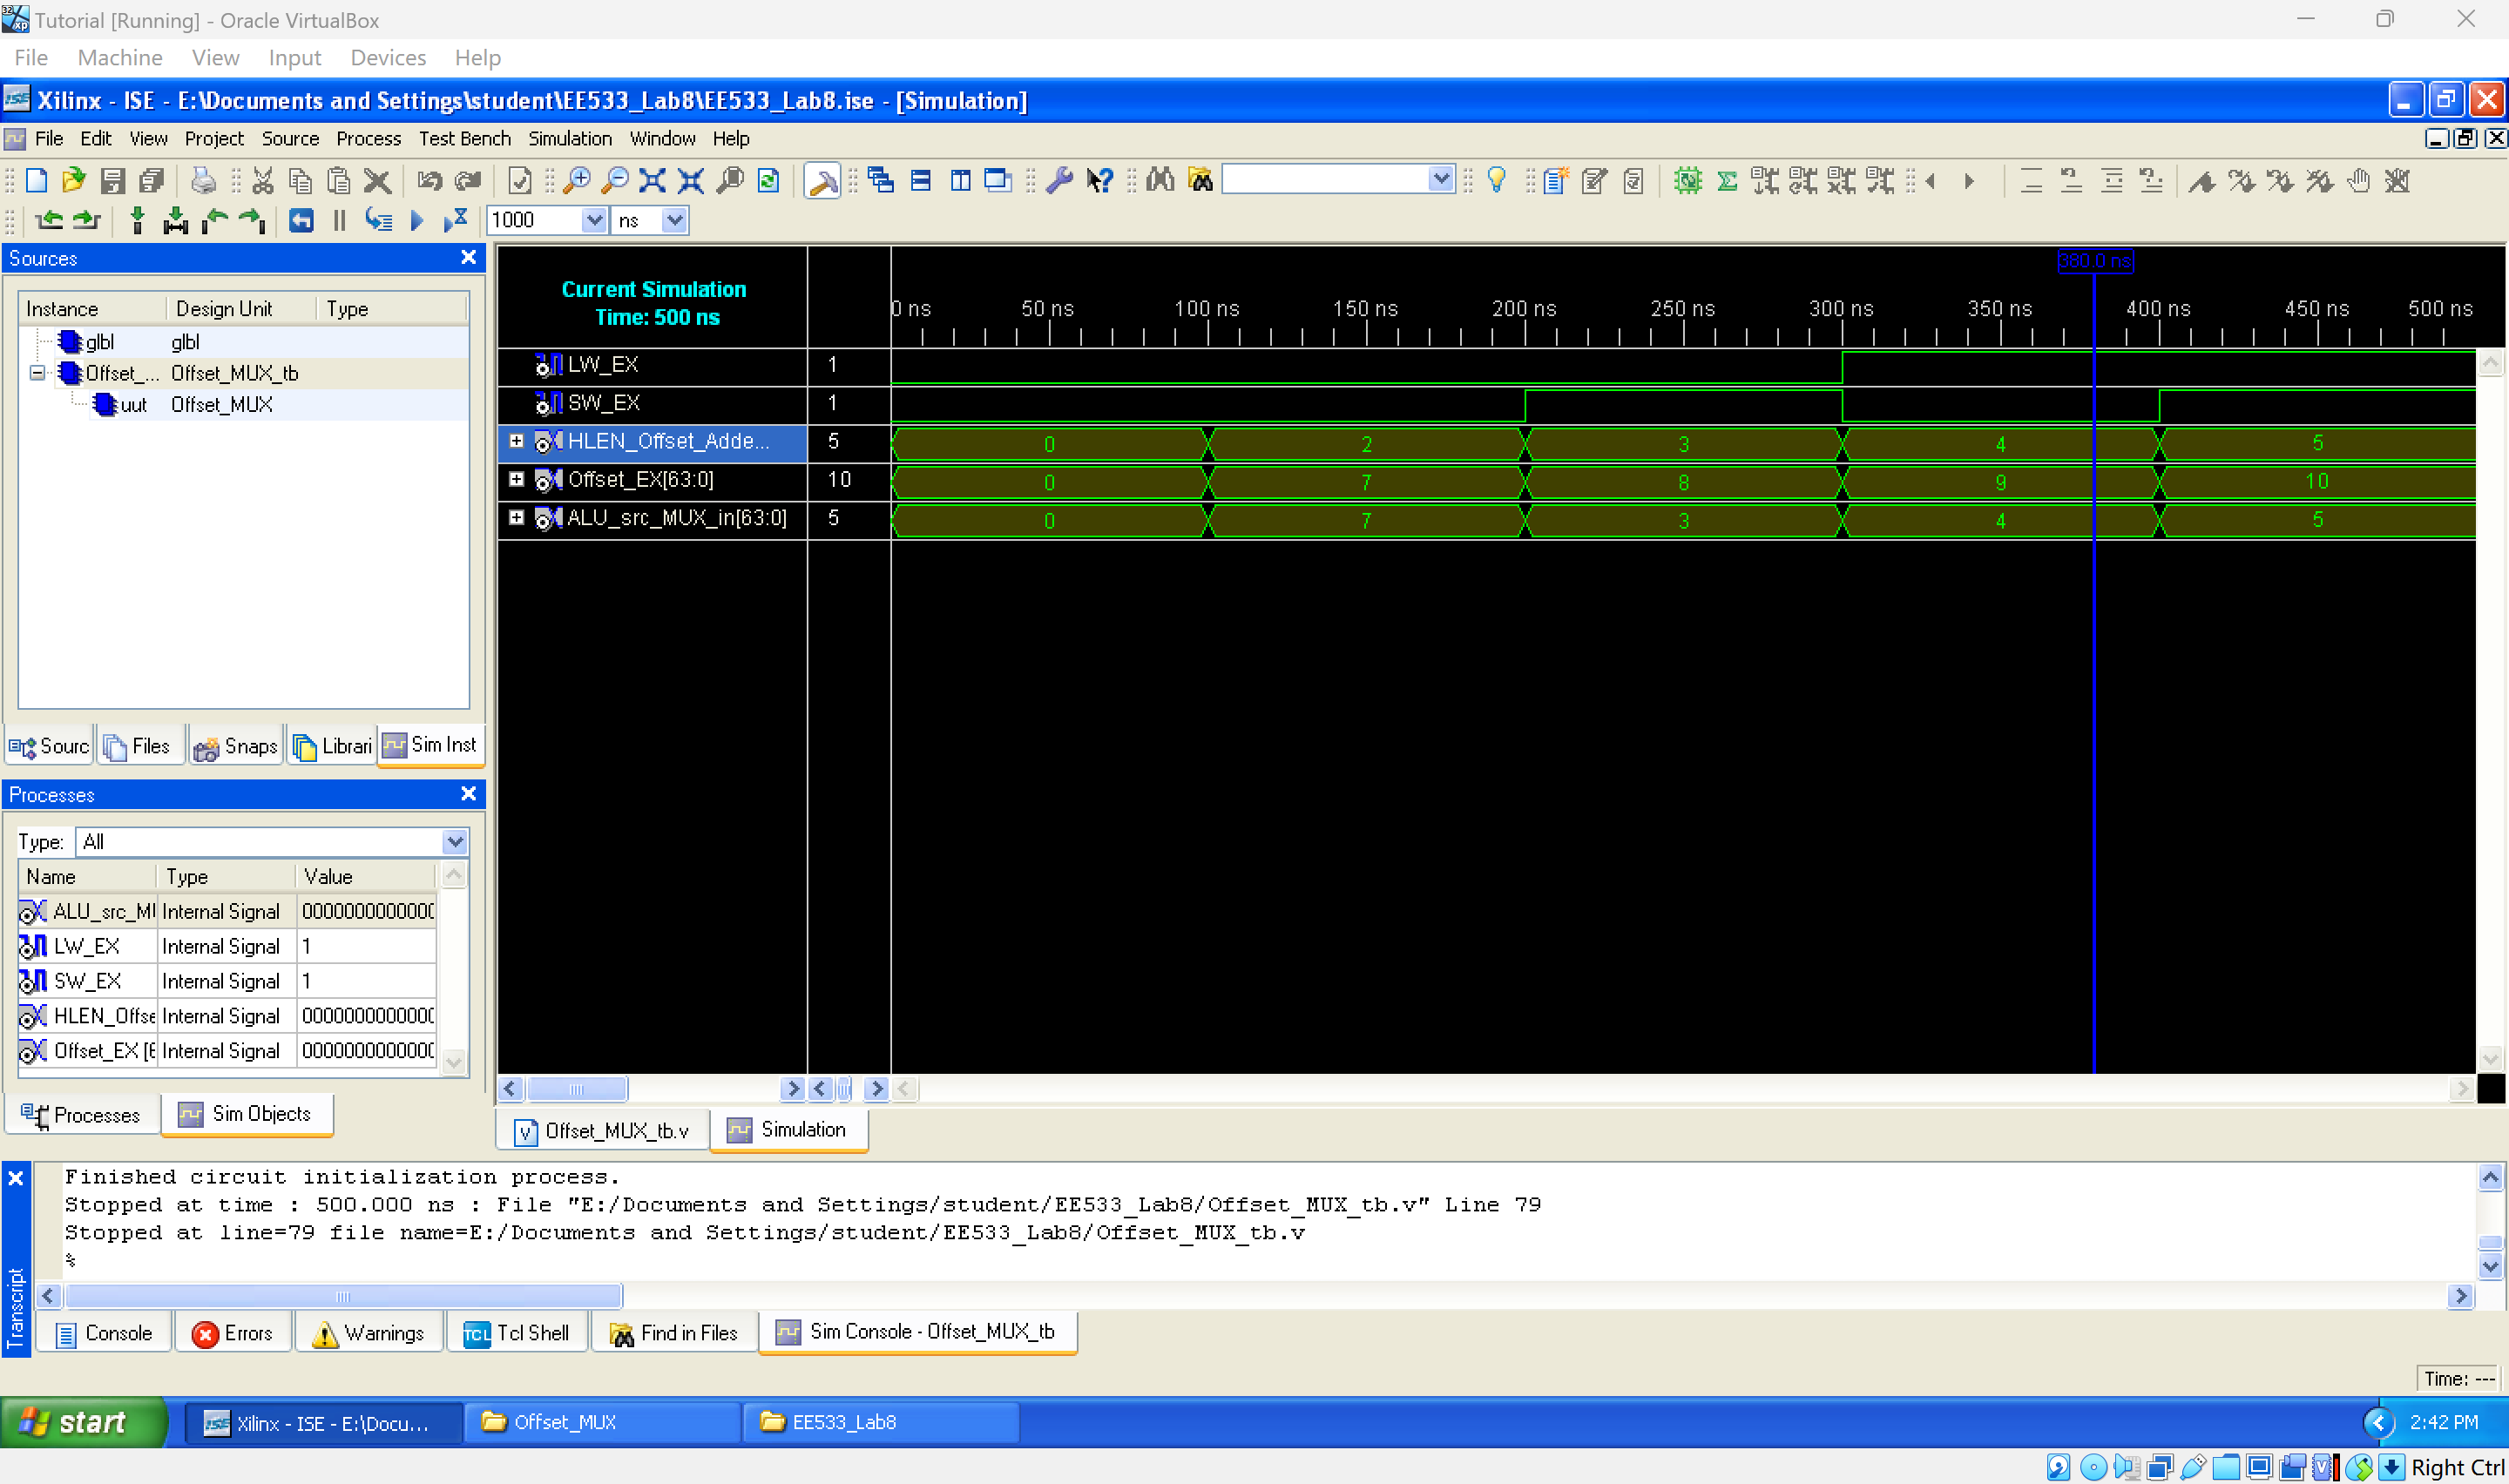 Tutorial [Running] - Oracle VirtualBox
File Machine View Input Devices Help
Xilinx - ISE - E:\Documents and Settings\student\EE533_Lab8\EE533_Lab8.ise - [Simulation]
File Edit View Project Source Process Test Bench Simulation Window Help
1000 ns
Sources
Instance Design Unit Type
glbl glbl
Offset_... Offset_MUX_tb
uut Offset_MUX
Sourc Files Snaps Librari Sim Inst
Processes
Type: All
Name Type Value
ALU_src_MU Internal Signal 0000000000000
LW_EX Internal Signal 1
SW_EX Internal Signal 1
HLEN_Offse Internal Signal 0000000000000
Offset_EX [6 Internal Signal 0000000000000
Processes Sim Objects
Current Simulation
Time: 500 ns
380.0 ns
0 ns 50 ns 100 ns 150 ns 200 ns 250 ns 300 ns 350 ns 400 ns 450 ns 500 ns
LW_EX 1
SW_EX 1
HLEN_Offset_Adde... 5 0 2 3 4 5
Offset_EX[63:0] 10 0 7 8 9 10
ALU_src_MUX_in[63:0] 5 0 7 3 4 5
Offset_MUX_tb.v Simulation
Transcript
Finished circuit initialization process.
Stopped at time : 500.000 ns : File "E:/Documents and Settings/student/EE533_Lab8/Offset_MUX_tb.v" Line 79
Stopped at line=79 file name=E:/Documents and Settings/student/EE533_Lab8/Offset_MUX_tb.v
%
Console Errors Warnings Tcl Shell Find in Files Sim Console - Offset_MUX_tb
Time: ---
start Xilinx - ISE - E:\Docu... Offset_MUX EE533_Lab8 2:42 PM
Right Ctrl